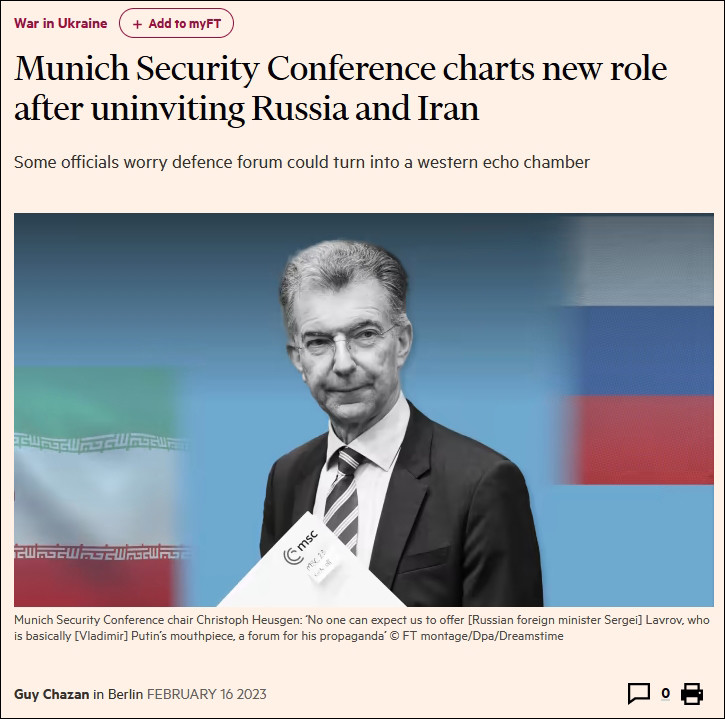 War in Ukraine
+ Add to myFT
Munich Security Conference charts new role
after uninviting Russia and Iran
Some officials worry defence forum could turn into a western echo chamber
msc
Munich Security Conference chair Christoph Heusgen: ‘No one can expect us to offer [Russian foreign minister Sergei] Lavrov, who
is basically [Vladimir] Putin’s mouthpiece, a forum for his propaganda’ © FT montage/Dpa/Dreamstime
Guy Chazan in Berlin FEBRUARY 16 2023
0